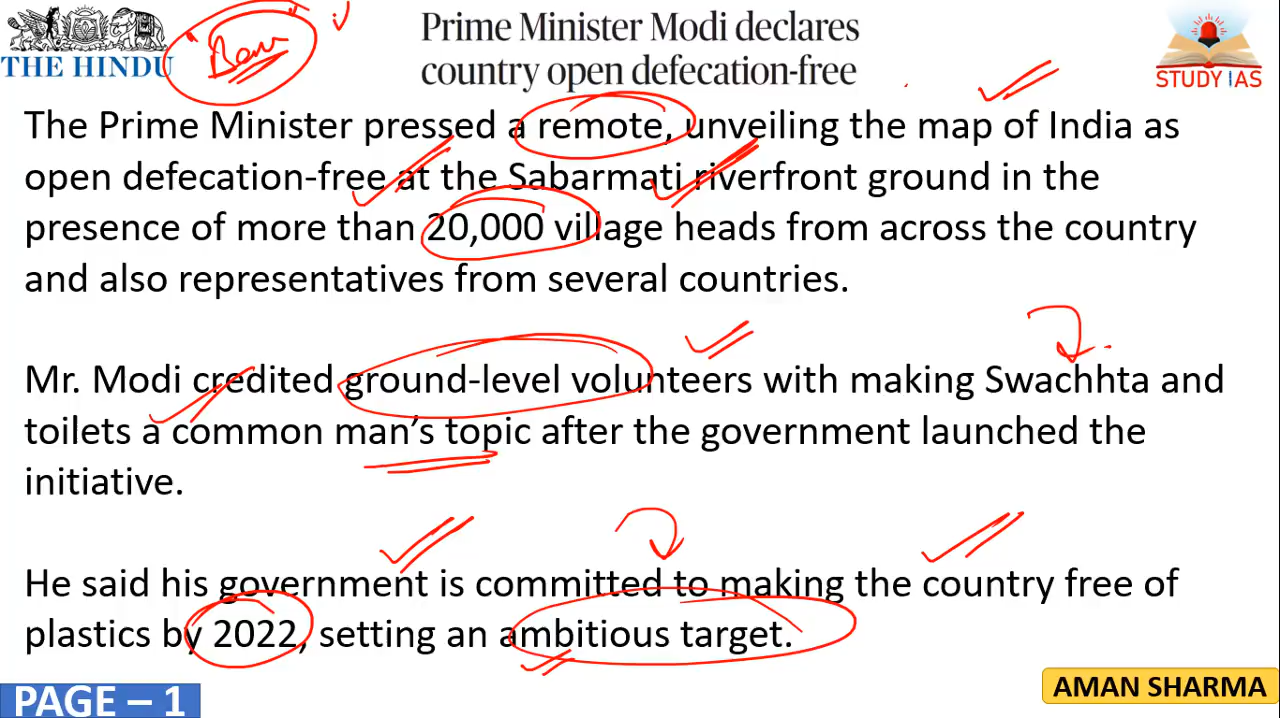 THE HINDU
Prime Minister Modi declares
country open defecation-free
STUDY IAS
The Prime Minister pressed a remote, unveiling the map of India as
open defecation-free at the Sabarmati riverfront ground in the
presence of more than 20,000 village heads from across the country
and also representatives from several countries.
Mr. Modi credited ground-level volunteers with making Swachhta and
toilets a common man's topic after the government launched the
initiative.
He said his government is committed to making the country free of
plastics by 2022, setting an ambitious target.
PAGE – 1
AMAN SHARMA